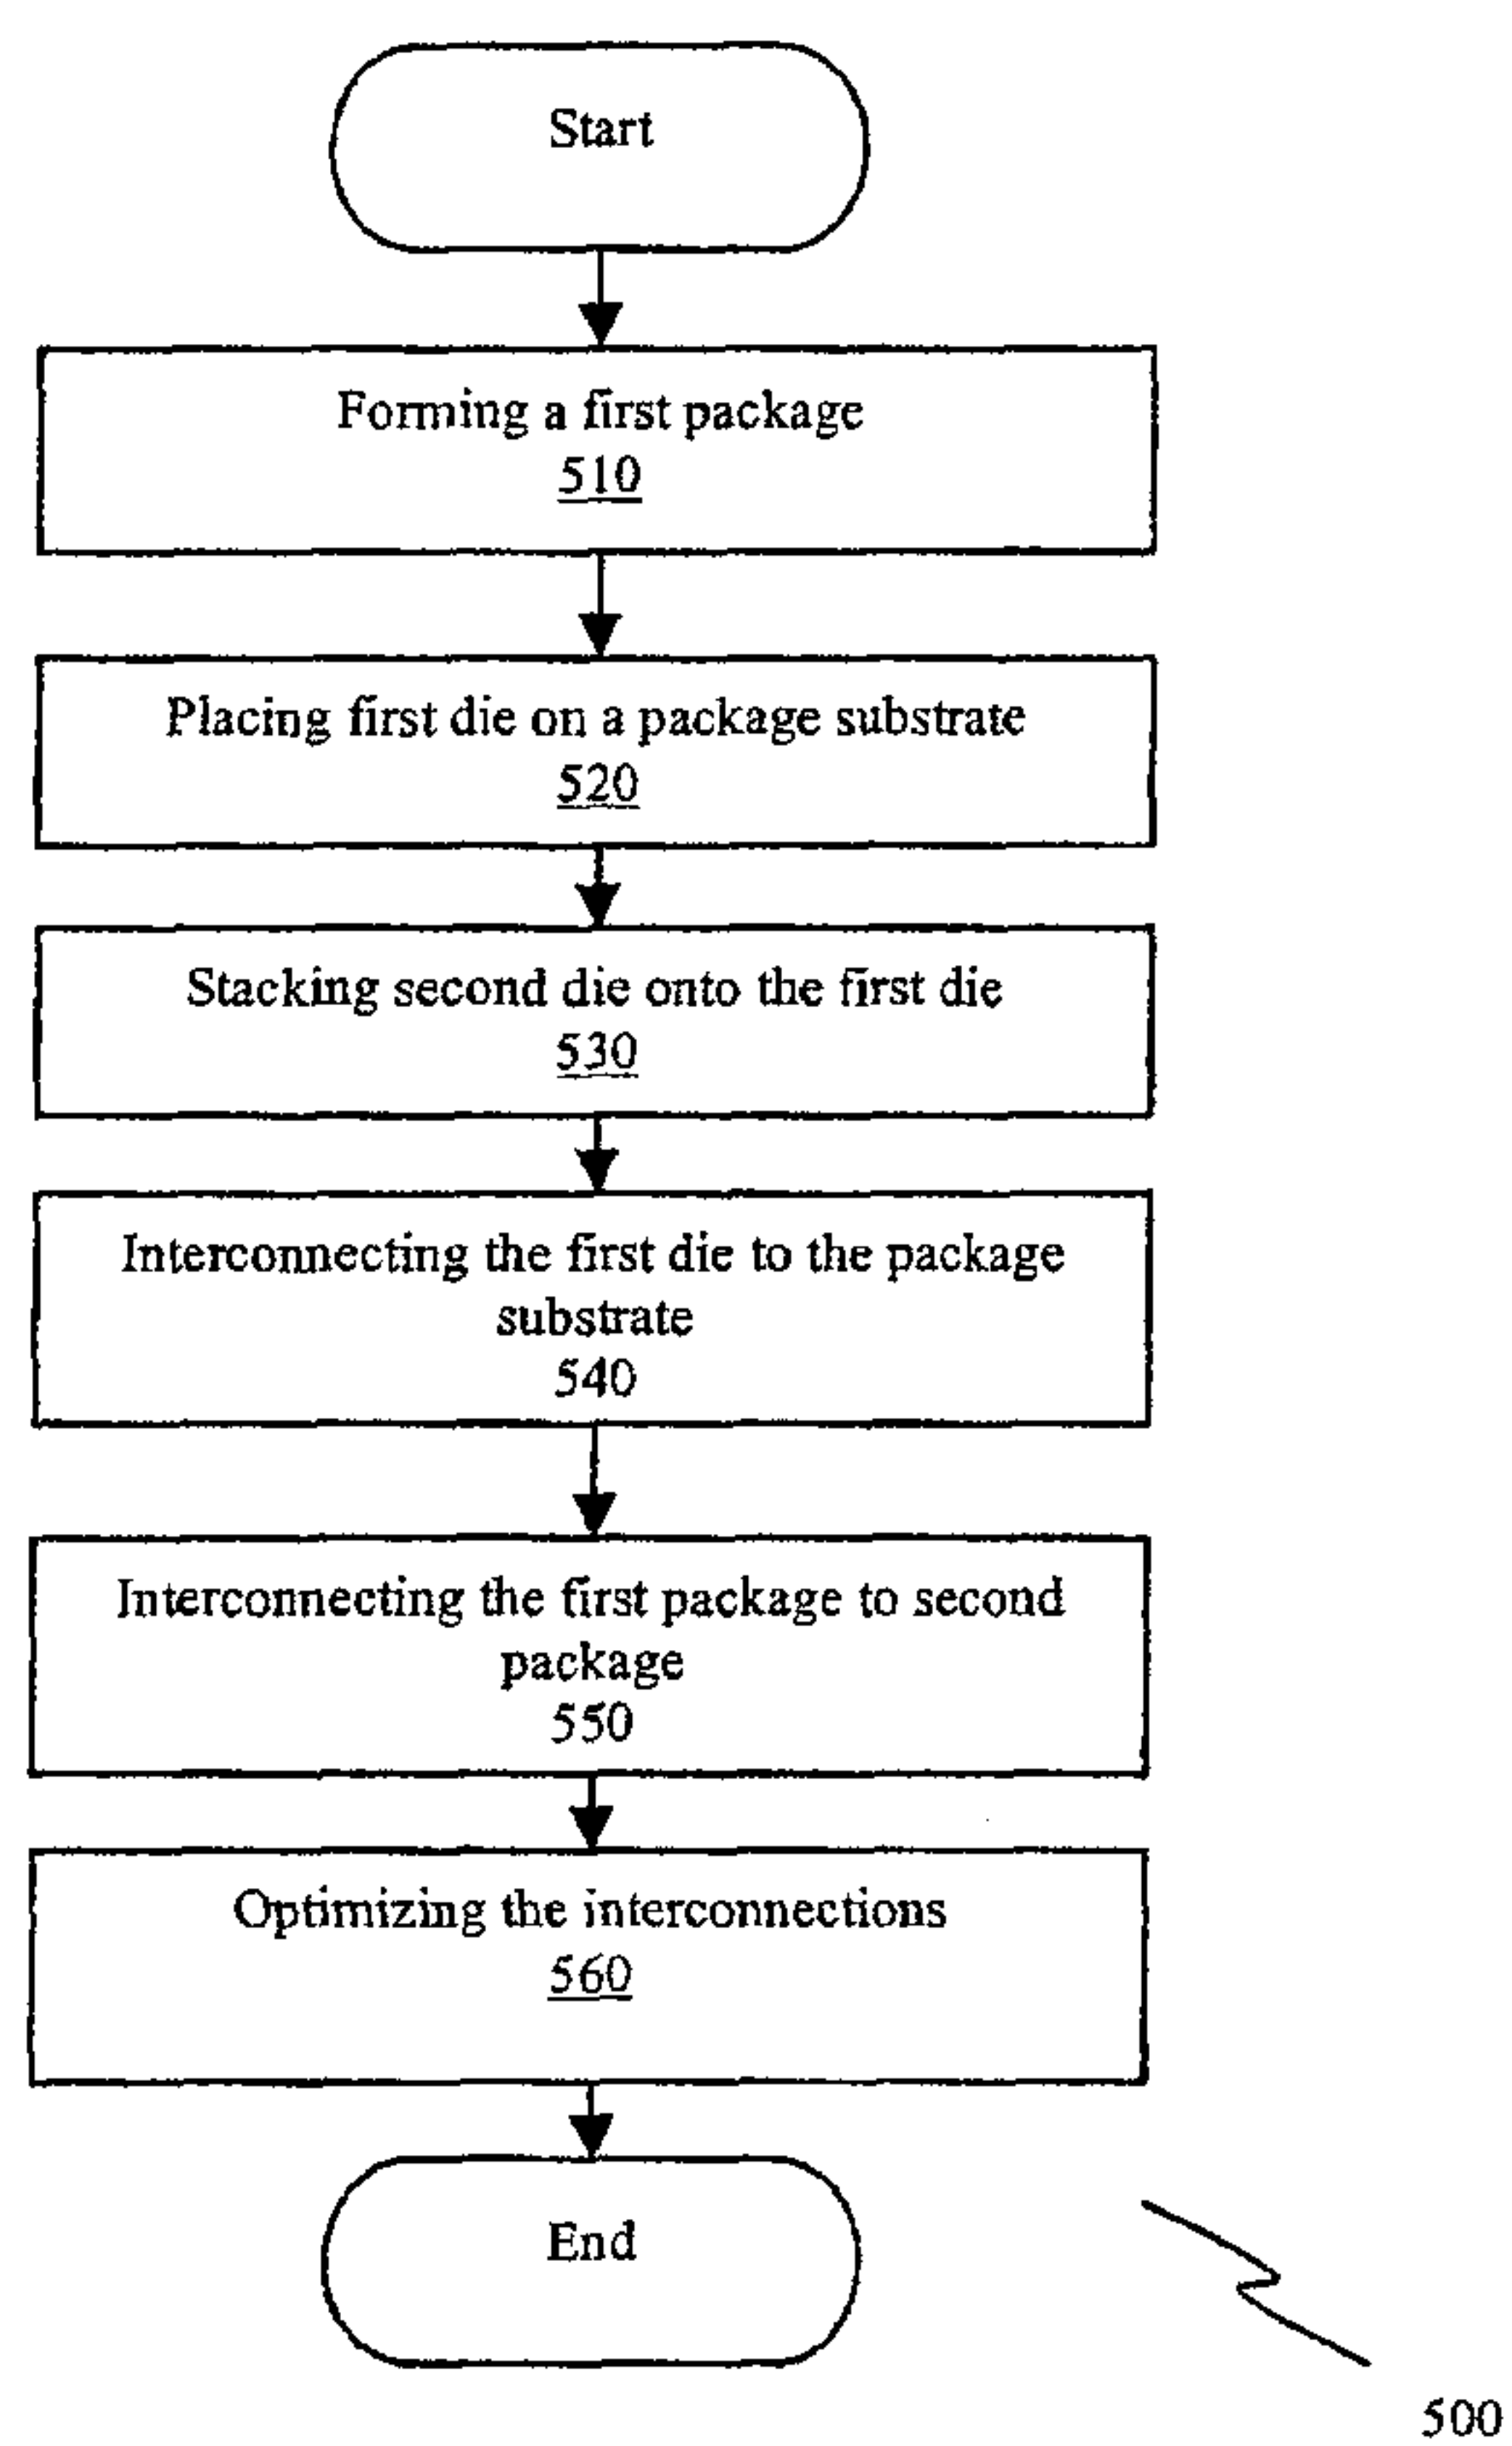 Start
Forming a first package
510
Placing first die on a package substrate
520
Stacking second die onto the first die
530
Interconnecting the first die to the package
substrate
540
Interconnecting the first package to second
package
550
Optimizing the interconnections
560
End
500